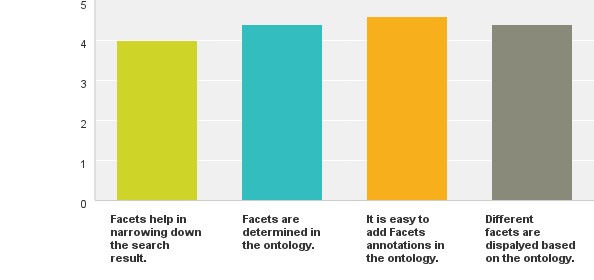 5
4
3
2
1
0
Facets help in
narrowing down
the search
result.
Facets are
determined in
the ontology.
It is easy to
add Facets
annotations in
the ontology.
Different
facets are
dispalyed based
on the ontology.